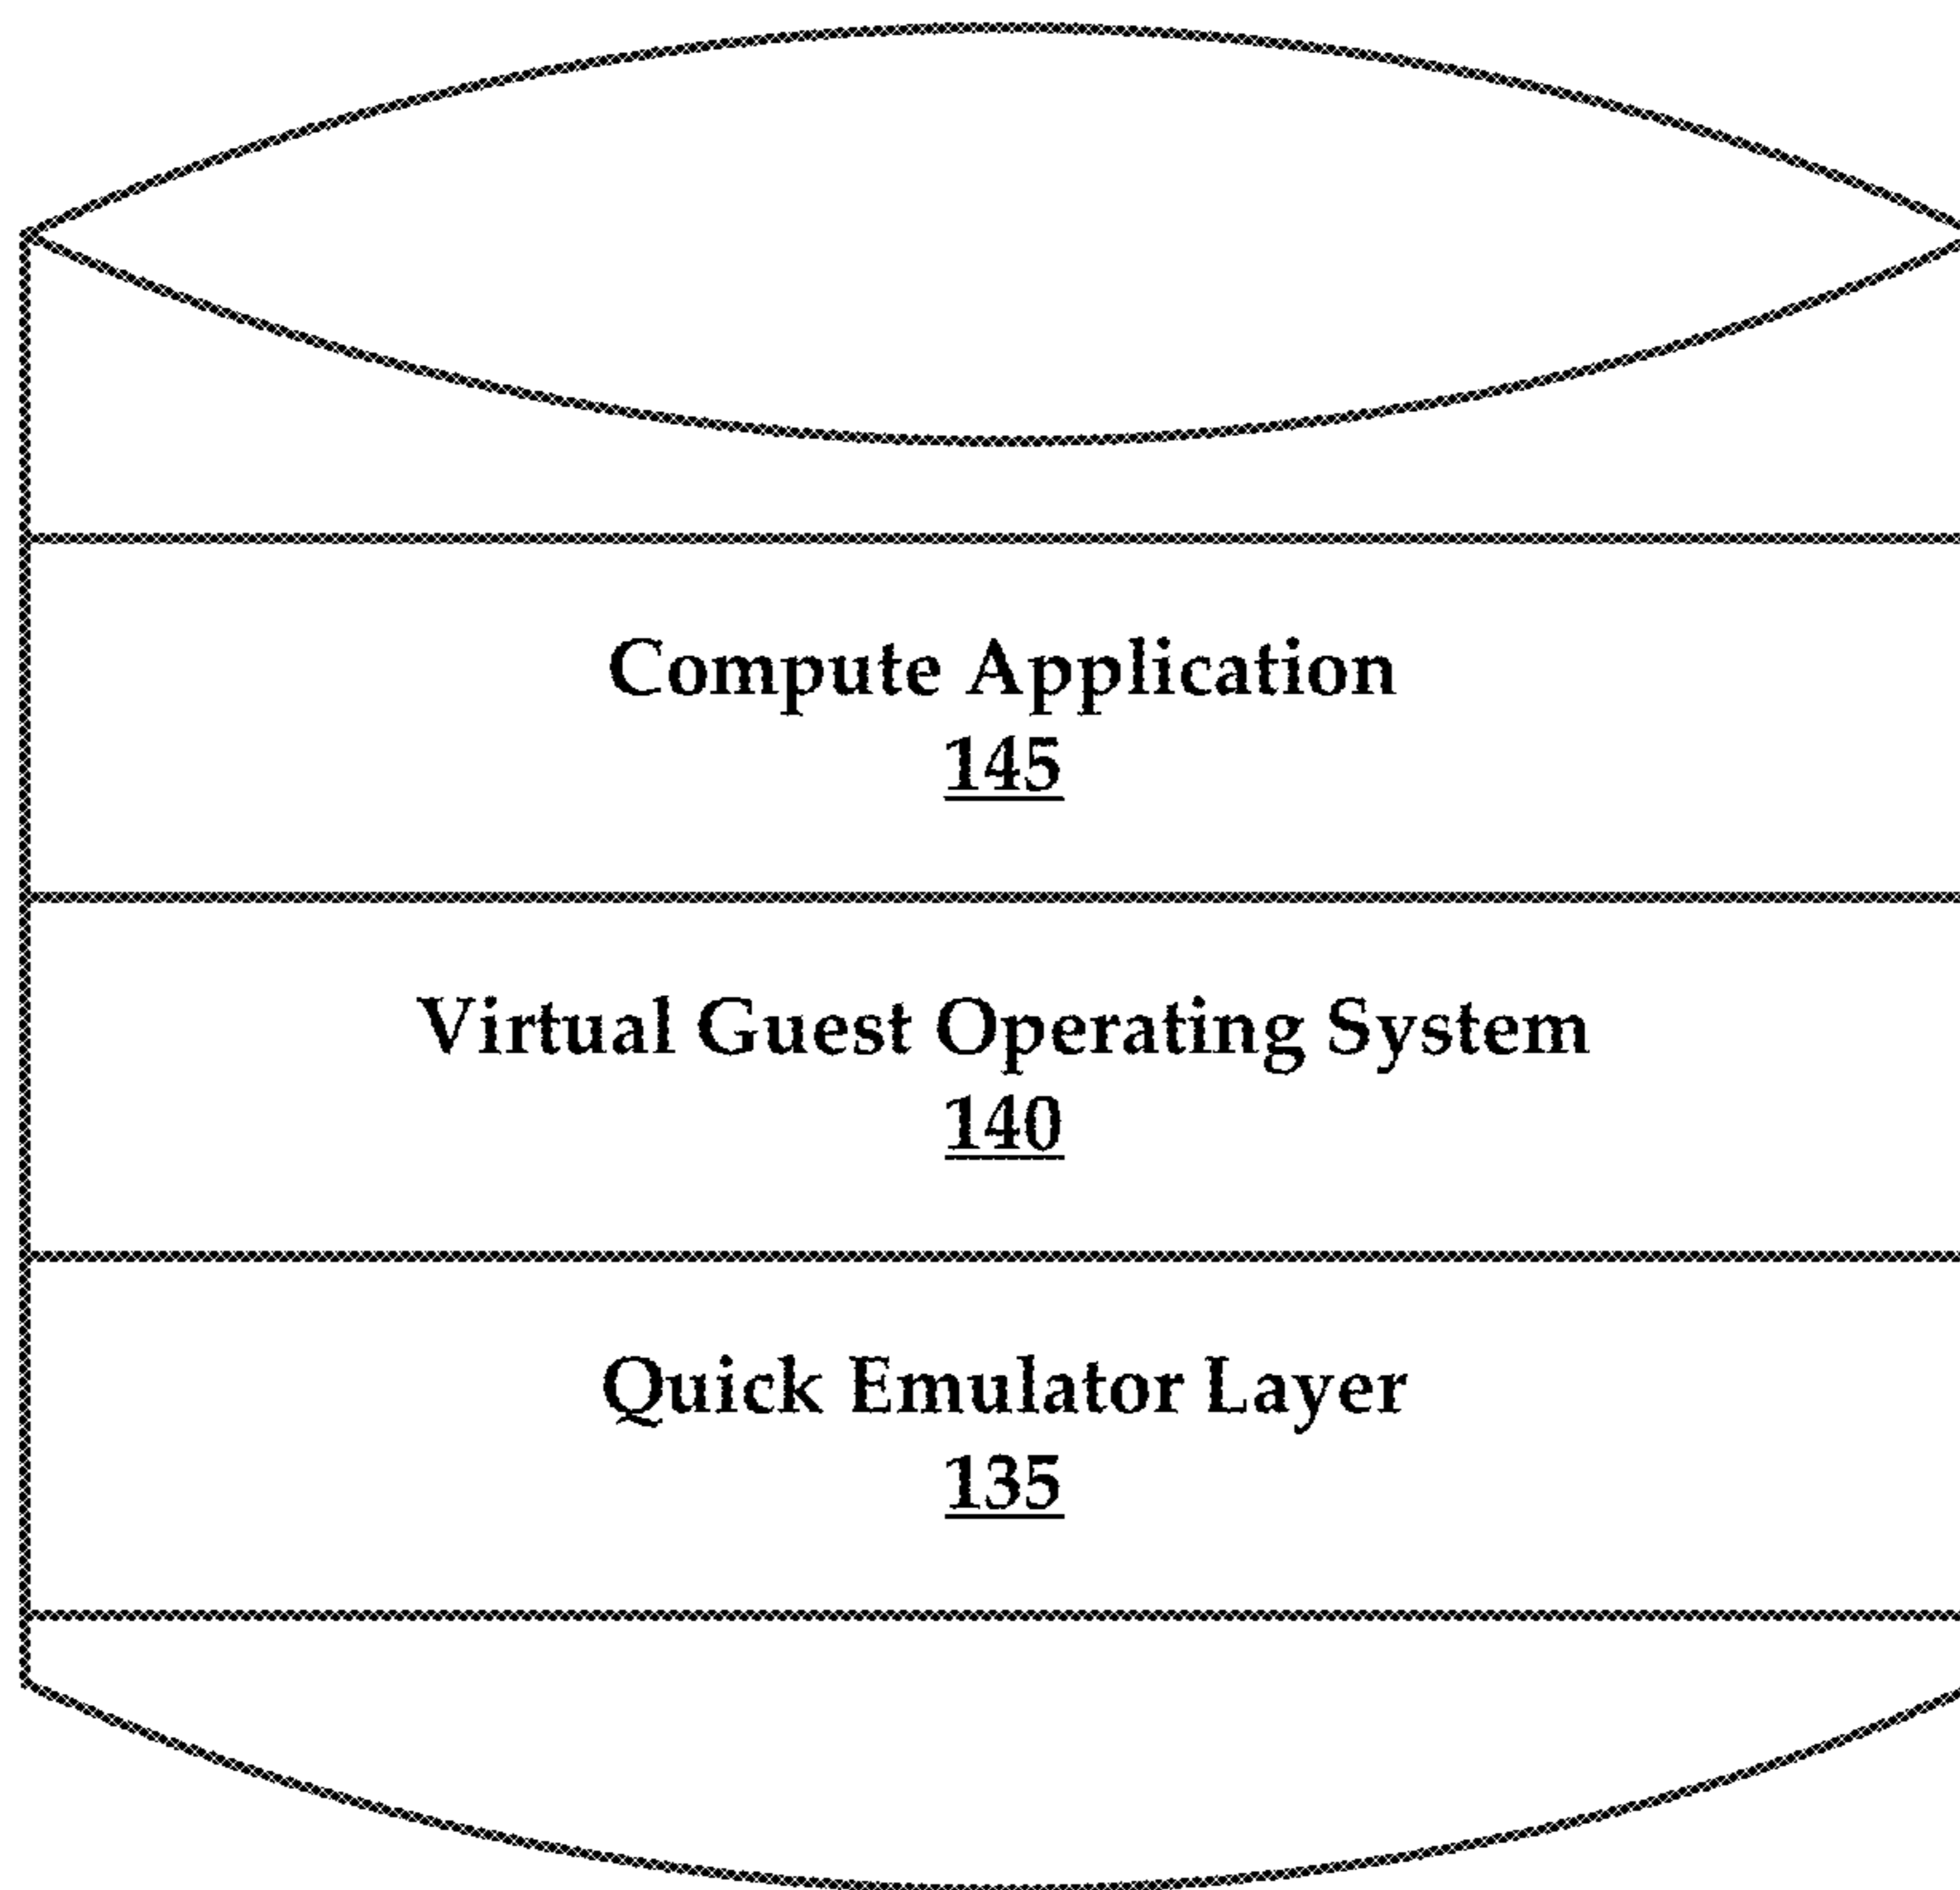 Compute Application
145
Virtual Guest Operating System
140
Quick Emulator Layer
135